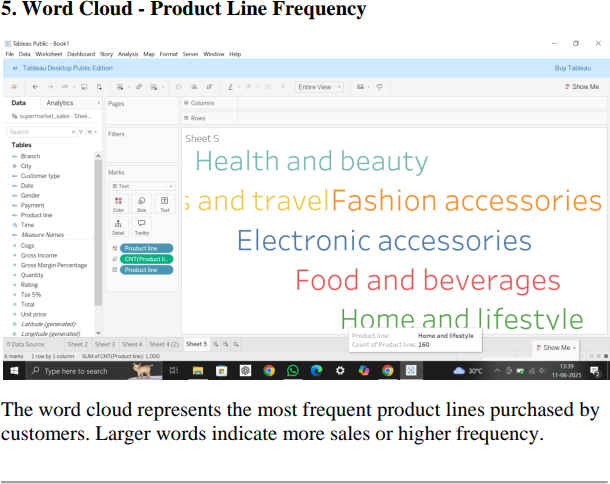 5. Word Cloud - Product Line Frequency
Tableau Public - Book1
File Data Worksheet Dashboard Story Analysis Map Format Server Window Help
Tableau Desktop Public Edition Buy Tableau
Entire View Show Me
Data Analytics Pages Columns
supermarket_sales - Shee... Rows
Search Filters Sheet 5
Tables
Branch
City
Customer type
Date
Gender
Payment
Product line
Time
Measure Names
Cogs
Gross Income
Gross Margin Percentage
Quantity
Rating
Tax 5%
Total
Unit price
Latitude (generated)
Longitude (generated)
Marks
Text
Color Size Text
Detail Tooltip
Product line
CNT(Product li..
Product line
Health and beauty
s and travel Fashion accessories
Electronic accessories
Food and beverages
Home and lifestyle
Product line: Home and lifestyle
Count of Product line: 160
Show Me
Data Source Sheet 2 Sheet 3 Sheet 4 Sheet 4 (2) Sheet 5
6 marks 1 row by 1 column SUM of CNT(Product line): 1,000
Type here to search 30°C 13:39
11-06-2025
The word cloud represents the most frequent product lines purchased by
customers. Larger words indicate more sales or higher frequency.